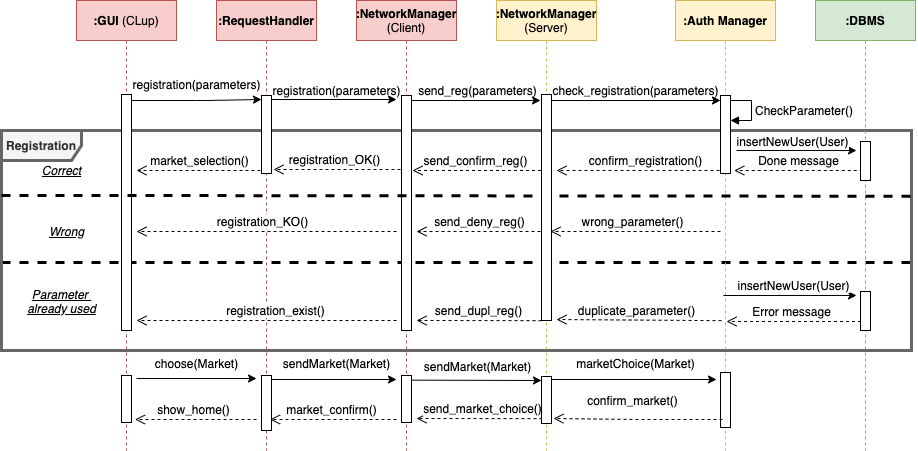 :GUI (CLup)
:RequestHandler
:NetworkManager
(Client)
:NetworkManager
(Server)
:Auth Manager
:DBMS
registration(parameters)
registration(parameters)
send_reg(parameters)
check_registration(parameters)
CheckParameter()
Registration
insertNewUser(User)
Correct
market_selection()
registration_OK()
send_confirm_reg()
confirm_registration()
Done message
Wrong
registration_KO()
send_deny_reg()
wrong_parameter()
insertNewUser(User)
Parameter
already used
registration_exist()
send_dupl_reg()
duplicate_parameter()
Error message
choose(Market)
sendMarket(Market)
sendMarket(Market)
marketChoice(Market)
show_home()
market_confirm()
send_market_choice()
confirm_market()